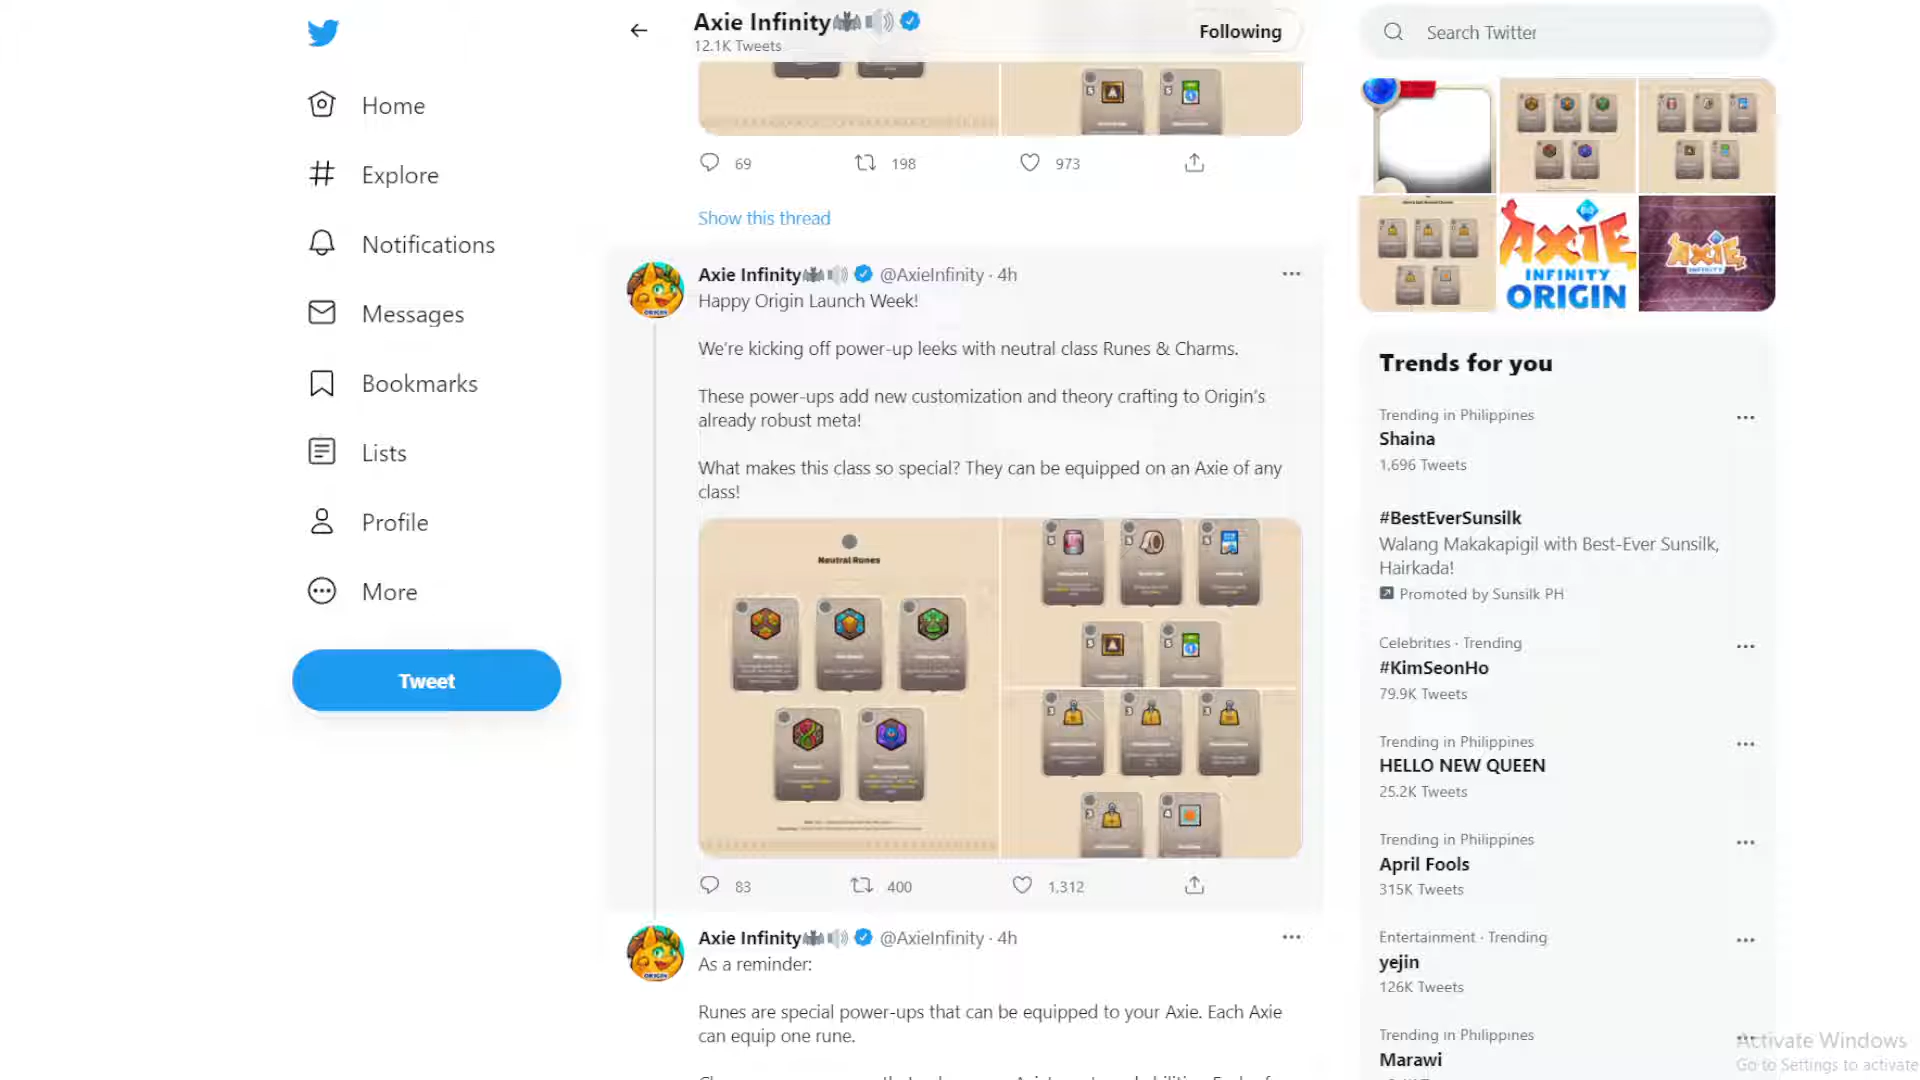 Axie Infinity
12.1K Tweets
Following
Search Twitter
Home
Explore
Notifications
Messages
Bookmarks
Lists
Profile
More
Tweet
69
198
973
Show this thread
Axie Infinity @AxieInfinity · 4h
Happy Origin Launch Week!
We're kicking off power-up leeks with neutral class Runes & Charms.
These power-ups add new customization and theory crafting to Origin's
already robust meta!
What makes this class so special? They can be equipped on an Axie of any
class!
Neutral Runes
83
400
1,312
Axie Infinity @AxieInfinity · 4h
As a reminder:
Runes are special power-ups that can be equipped to your Axie. Each Axie
can equip one rune.
AXIE
INFINITY
ORIGIN
AXIE
INFINITY
Trends for you
Trending in Philippines
Shaina
1,696 Tweets
#BestEverSunsilk
Walang Makakapigil with Best-Ever Sunsilk,
Hairkada!
Promoted by Sunsilk PH
Celebrities · Trending
#KimSeonHo
79.9K Tweets
Trending in Philippines
HELLO NEW QUEEN
25.2K Tweets
Trending in Philippines
April Fools
315K Tweets
Entertainment · Trending
yejin
126K Tweets
Trending in Philippines
Marawi
Activate Windows
Go to Settings to activate